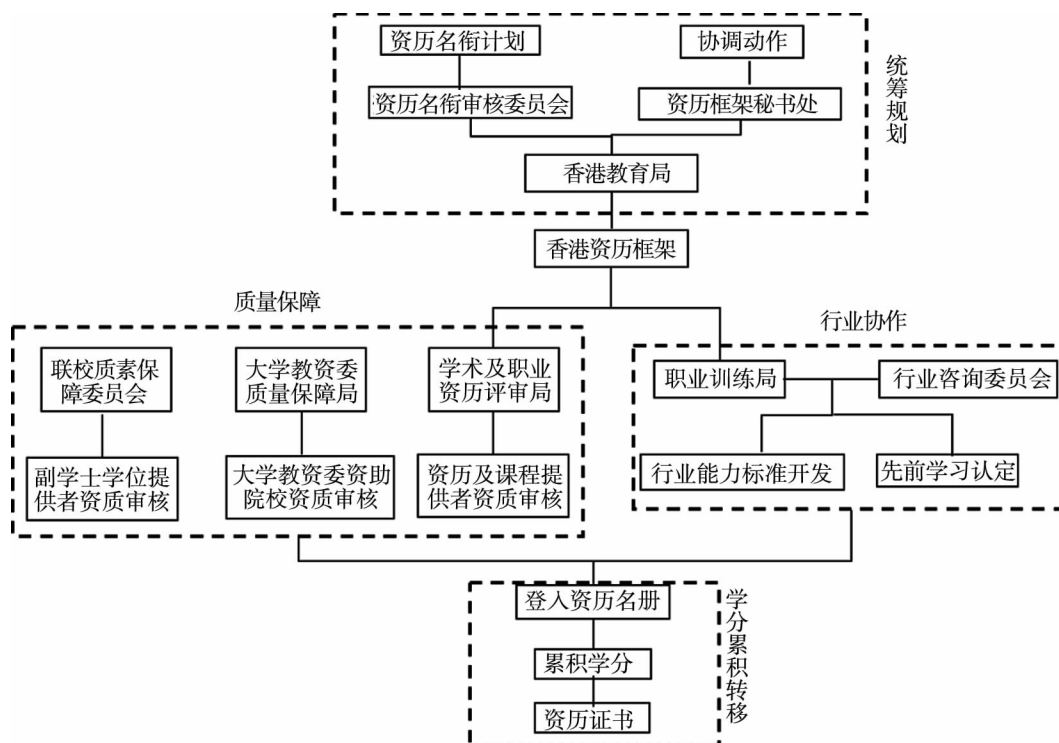 资历名衔计划
协调动作
资历名衔审核委员会
资历框架秘书处
统筹规划
香港教育局
香港资历框架
质量保障
行业协作
联校质素保
障委员会
大学教资委
质量保障局
学术及职业
资历评审局
职业训练局
行业咨询委员会
副学士学位提
供者资质审核
大学教资委资助
院校资质审核
资历及课程提
供者资质审核
行业能力标准开发
先前学习认定
登入资历名册
学分累积转移
累积学分
资历证书